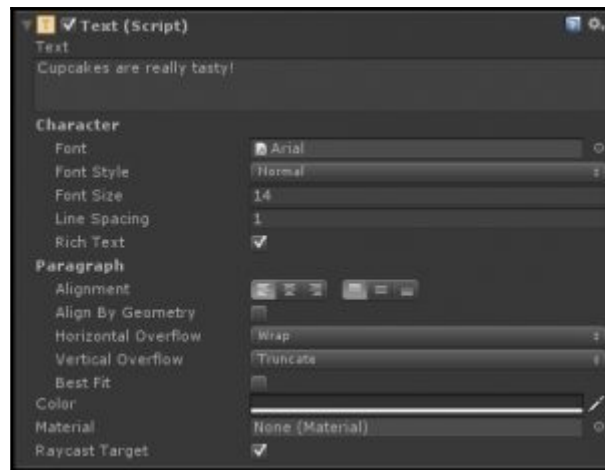 Text (Script)
Text
Cupcakes are really tasty!
Character
Font Arial
Font Style Normal
Font Size 14
Line Spacing 1
Rich Text
Paragraph
Alignment
Align By Geometry
Horizontal Overflow Wrap
Vertical Overflow Truncate
Best Fit
Color
Material None (Material)
Raycast Target